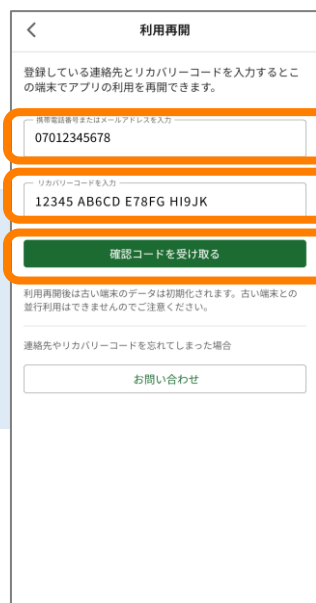 利用再開
登録している連絡先とリカバリーコードを入力するとこ
の端末でアプリの利用を再開できます。
携帯電話番号またはメールアドレスを入力
07012345678
リカバリーコードを入力
12345 AB6CD E78FG HI9JK
確認コードを受け取る
利用再開後は古い端末のデータは初期化されます。古い端末との
並行利用はできませんのでご注意ください。
連絡先やリカバリーコードを忘れてしまった場合
お問い合わせ